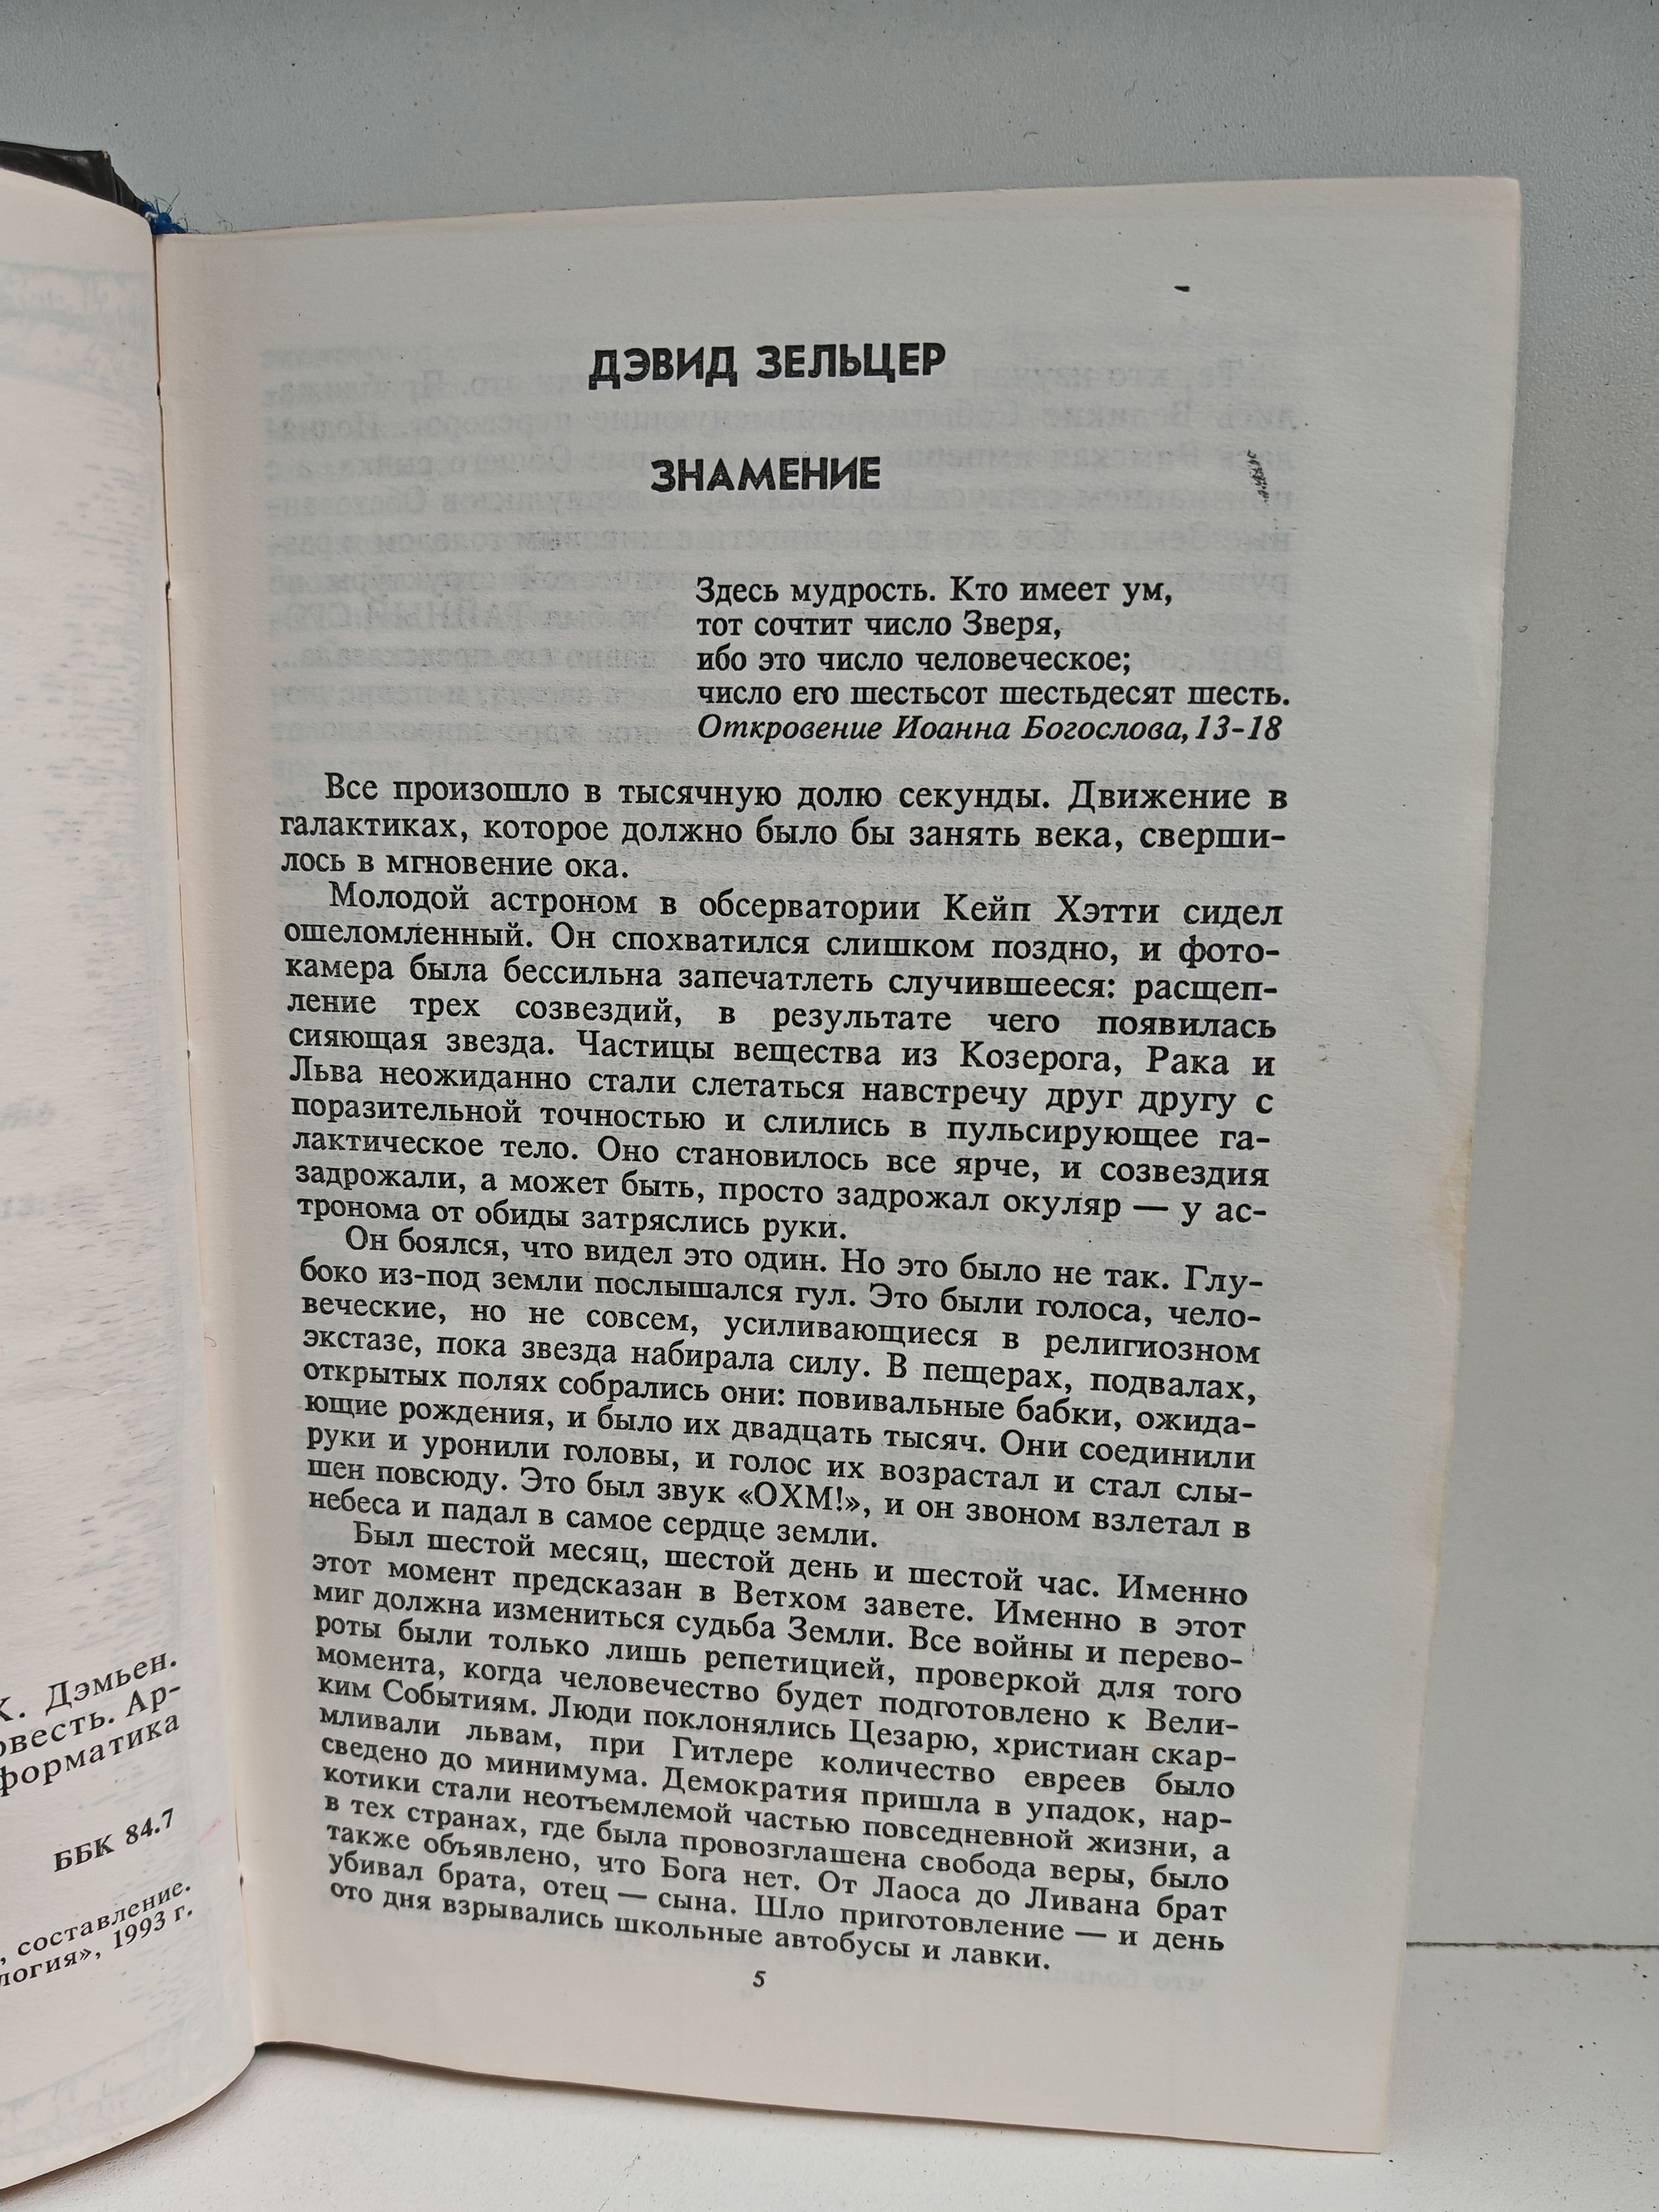 К. Дэмьен.
овесть. Ар-
форматика
ББК 84.7
, составление.
логия», 1993 г.
ДЭВИД ЗЕЛЬЦЕР
ЗНАМЕНИЕ
Здесь мудрость. Кто имеет ум,
тот сочтит число Зверя,
ибо это число человеческое;
число его шестьсот шестьдесят шесть.
Откровение Иоанна Богослова, 13-18
Все произошло в тысячную долю секунды. Движение в
галактиках, которое должно было бы занять века, сверши-
лось в мгновение ока.
Молодой астроном в обсерватории Кейп Хэтти сидел
ошеломленный. Он спохватился слишком поздно, и фото-
камера была бессильна запечатлеть случившееся: расщеп-
ление трех созвездий, в результате чего появилась
сияющая звезда. Частицы вещества из Козерога, Рака и
Льва неожиданно стали слетаться навстречу друг другу с
поразительной точностью и слились в пульсирующее га-
лактическое тело. Оно становилось все ярче, и созвездия
задрожали, а может быть, просто задрожал окуляр — у ас-
тронома от обиды затряслись руки.
Он боялся, что видел это один. Но это было не так. Глу-
боко из-под земли послышался гул. Это были голоса, чело-
веческие, но не совсем, усиливающиеся в религиозном
экстазе, пока звезда набирала силу. В пещерах, подвалах,
открытых полях собрались они: повивальные бабки, ожида-
ющие рождения, и было их двадцать тысяч. Они соединили
руки и уронили головы, и голос их возрастал и стал слы-
шен повсюду. Это был звук «ОХМ!», и он звоном взлетал в
небеса и падал в самое сердце земли.
Был шестой месяц, шестой день и шестой час. Именно
этот момент предсказан в Ветхом завете. Именно в этот
миг должна измениться судьба Земли. Все войны и перево-
роты были только лишь репетицией, проверкой для того
момента, когда человечество будет подготовлено к Вели-
ким Событиям. Люди поклонялись Цезарю, христиан скар-
мливали львам, при Гитлере количество евреев было
сведено до минимума. Демократия пришла в упадок, нар-
котики стали неотъемлемой частью повседневной жизни, а
в тех странах, где была провозглашена свобода веры, было
также объявлено, что Бога нет. От Лаоса до Ливана брат
убивал брата, отец — сына. Шло приготовление — и день
ото дня взрывались школьные автобусы и лавки.
5